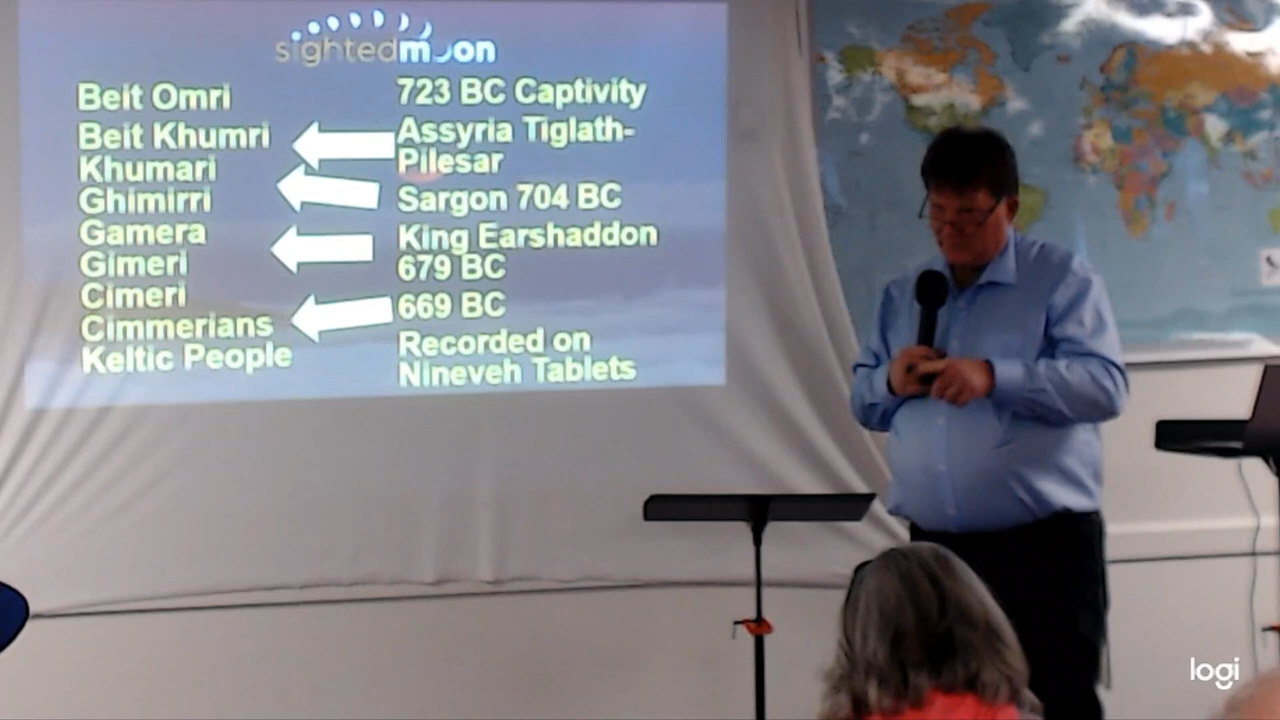 sightedmoon
Beit Omri
Beit Khumri
Khumari
Ghimirri
Gamera
Gimeri
Cimeri
Cimmerians
Keltic People
723 BC Captivity
Assyria Tiglath-
Pilesar
Sargon 704 BC
King Earshaddon
679 BC
669 BC
Recorded on
Nineveh Tablets
logi